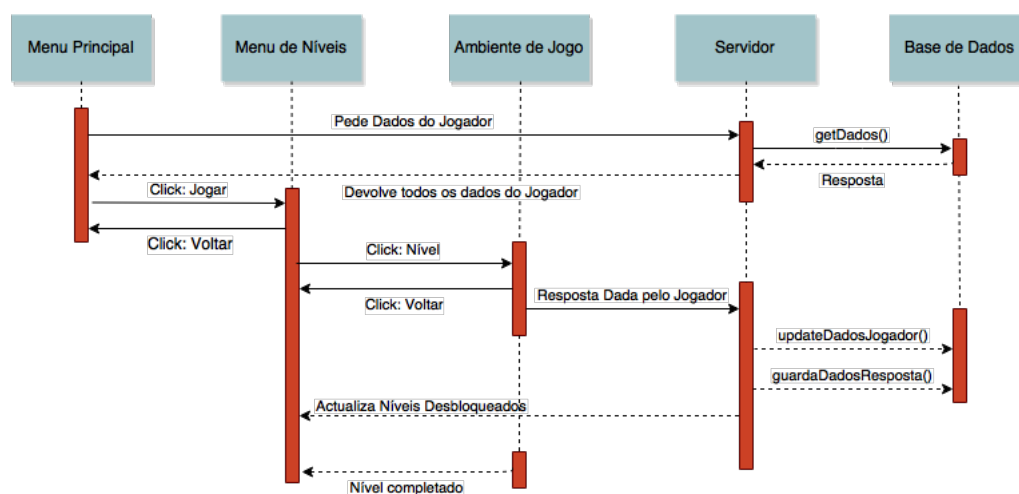 Menu Principal
Menu de Níveis
Ambiente de Jogo
Servidor
Base de Dados
Pede Dados do Jogador
getDados()
Resposta
Devolve todos os dados do Jogador
Click: Jogar
Click: Voltar
Click: Nível
Click: Voltar
Resposta Dada pelo Jogador
updateDadosJogador()
guardaDadosResposta()
Actualiza Níveis Desbloqueados
Nível completado